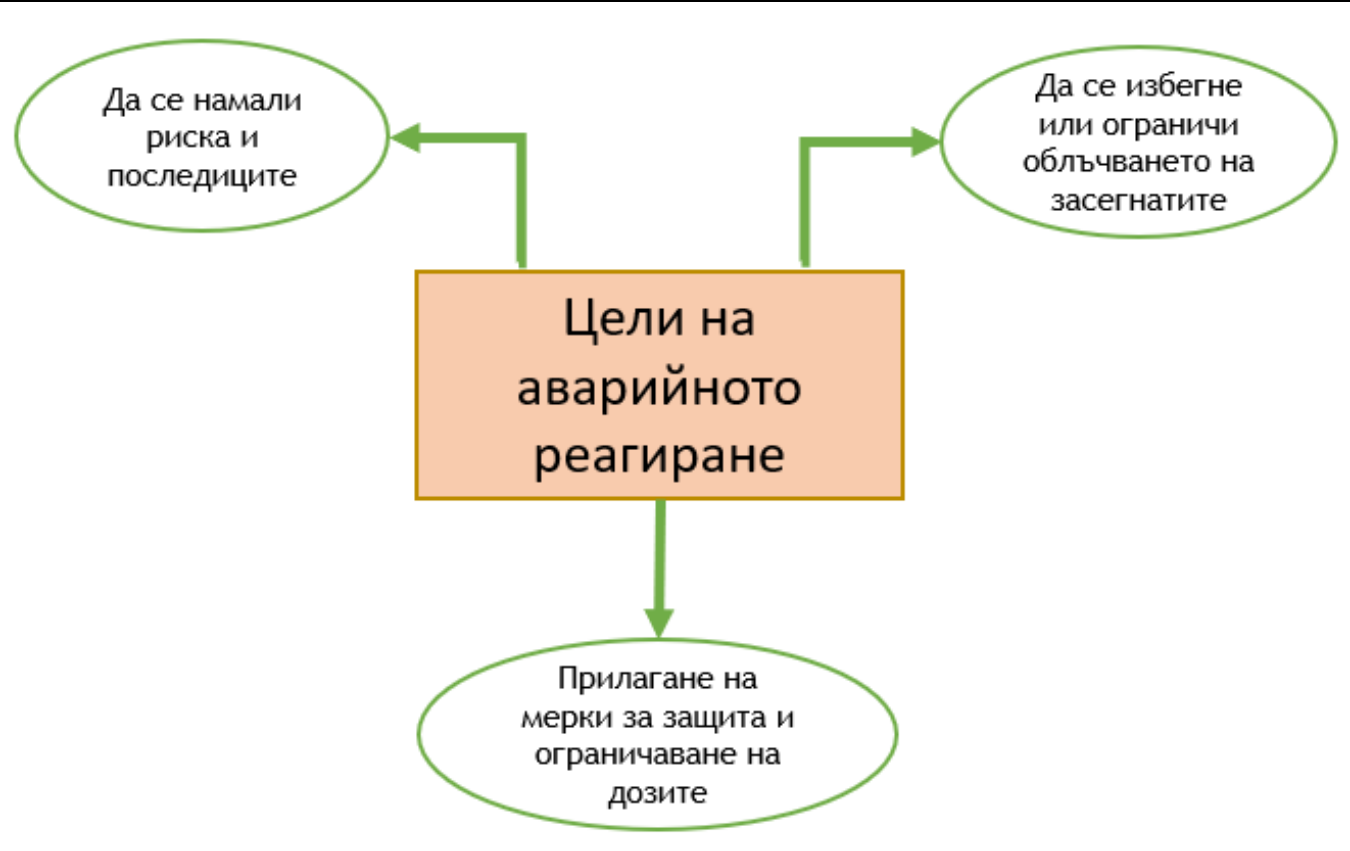 Да се намали
риска и
последиците
Да се избегне
или ограничи
облъчването на
засегнатите
Цели на
аварийното
реагиране
Прилагане на
мерки за защита и
ограничаване на
дозите